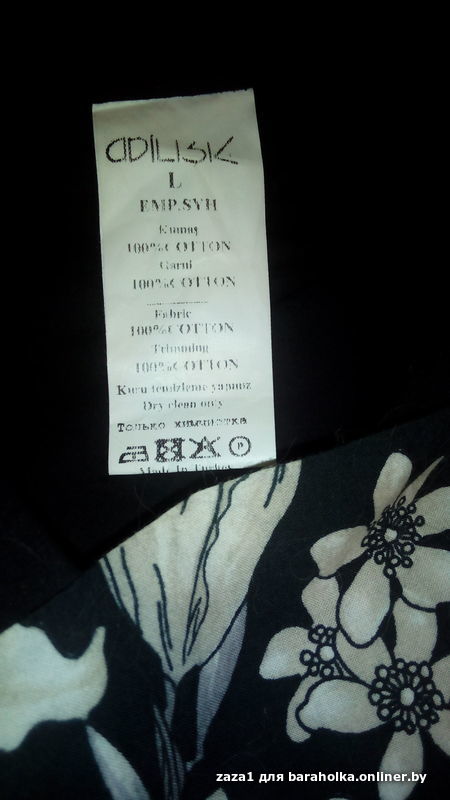 L
EMP.SYH
Kumaş
100% COTTON
Garni
100% COTTON
Fabric
100% COTTON
Trimming
100% COTTON
Kuru temizleme yapınız
Dry clean only
Только химчистка
Made In Turkey
zaza1 для baraholka.onliner.by